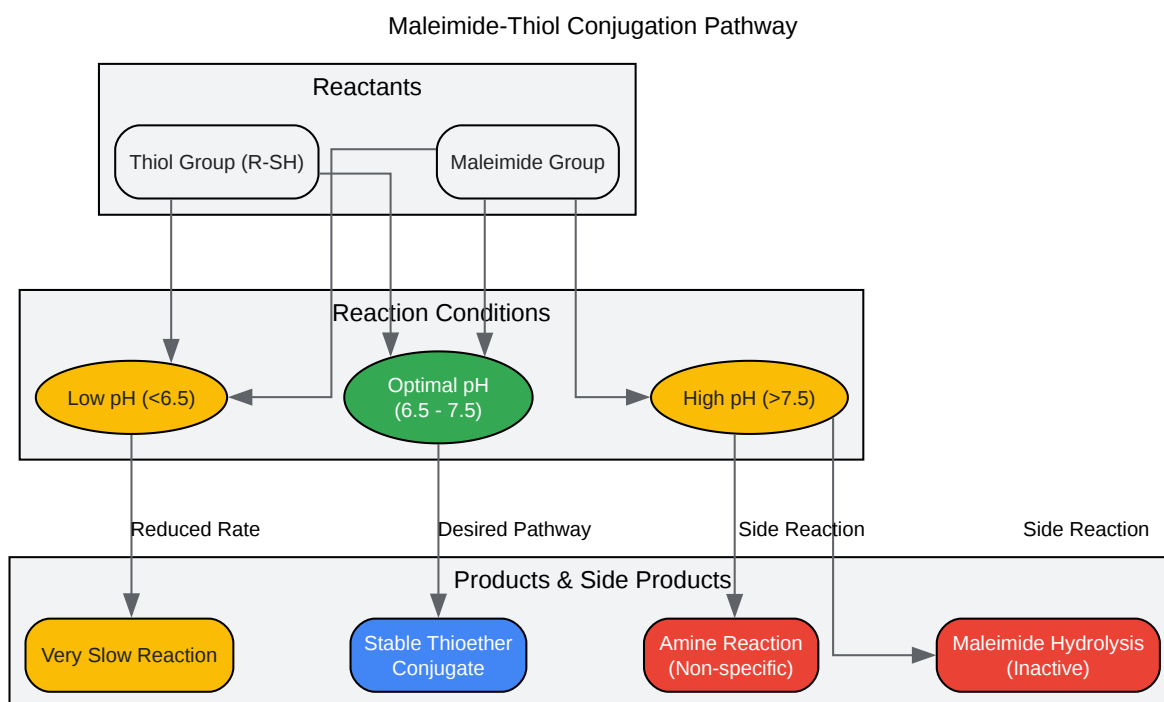 Maleimide-Thiol Conjugation Pathway
Reactants
Thiol Group (R-SH)
Maleimide Group
Reaction Conditions
Low pH (<6.5)
Optimal pH
(6.5 - 7.5)
High pH (>7.5)
Reduced Rate
Desired Pathway
Side Reaction
Side Reaction
Products & Side Products
Very Slow Reaction
Stable Thioether
Conjugate
Amine Reaction
(Non-specific)
Maleimide Hydrolysis
(Inactive)